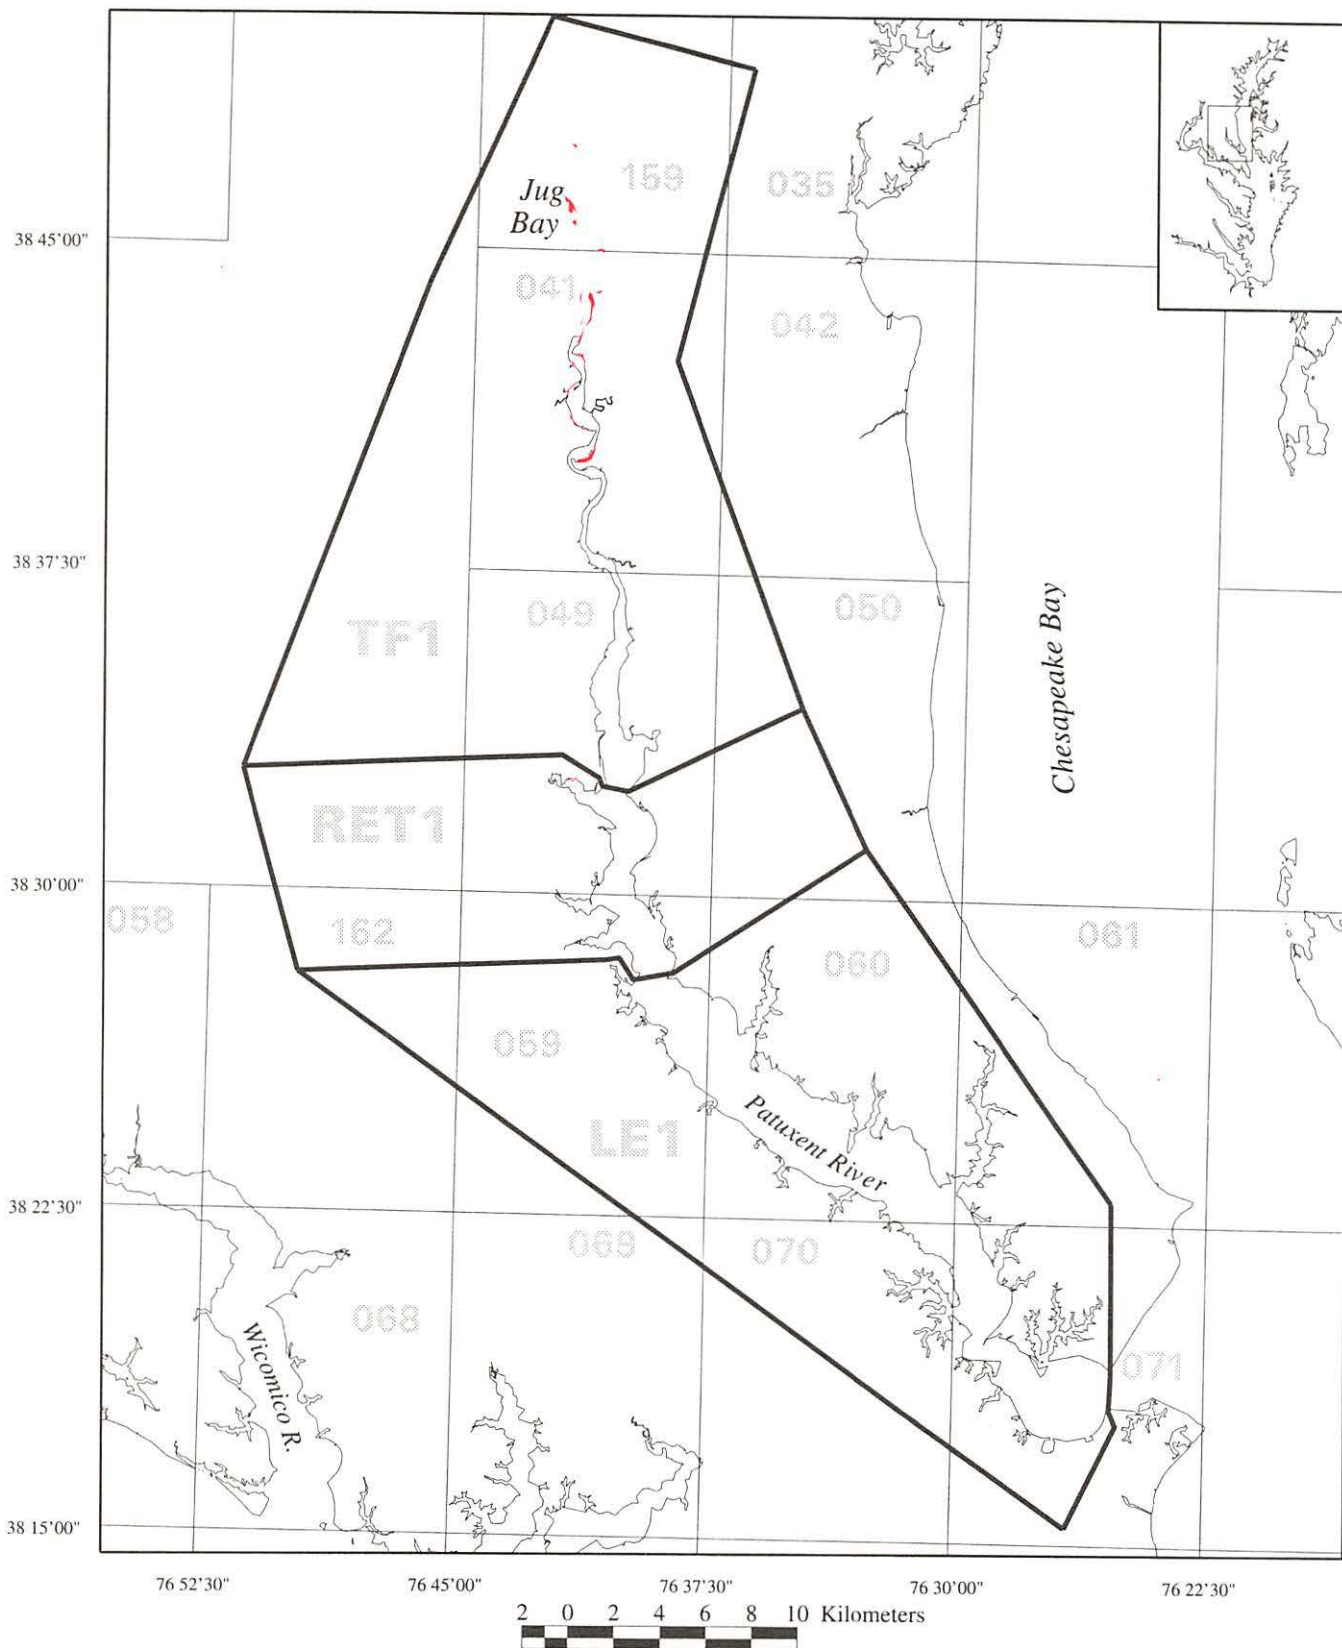 159
035
Jug
Bay
38 45'00"
041
042
38 37'30"
049
050
TF1
Chesapeake Bay
RET1
38 30'00"
058
162
061
060
059
LE1
Patuxent River
38 22'30"
069
070
068
Wicomico R.
071
38 15'00"
76 52'30"
76 45'00"
76 37'30"
76 30'00"
76 22'30"
2 0 2 4 6 8 10 Kilometers